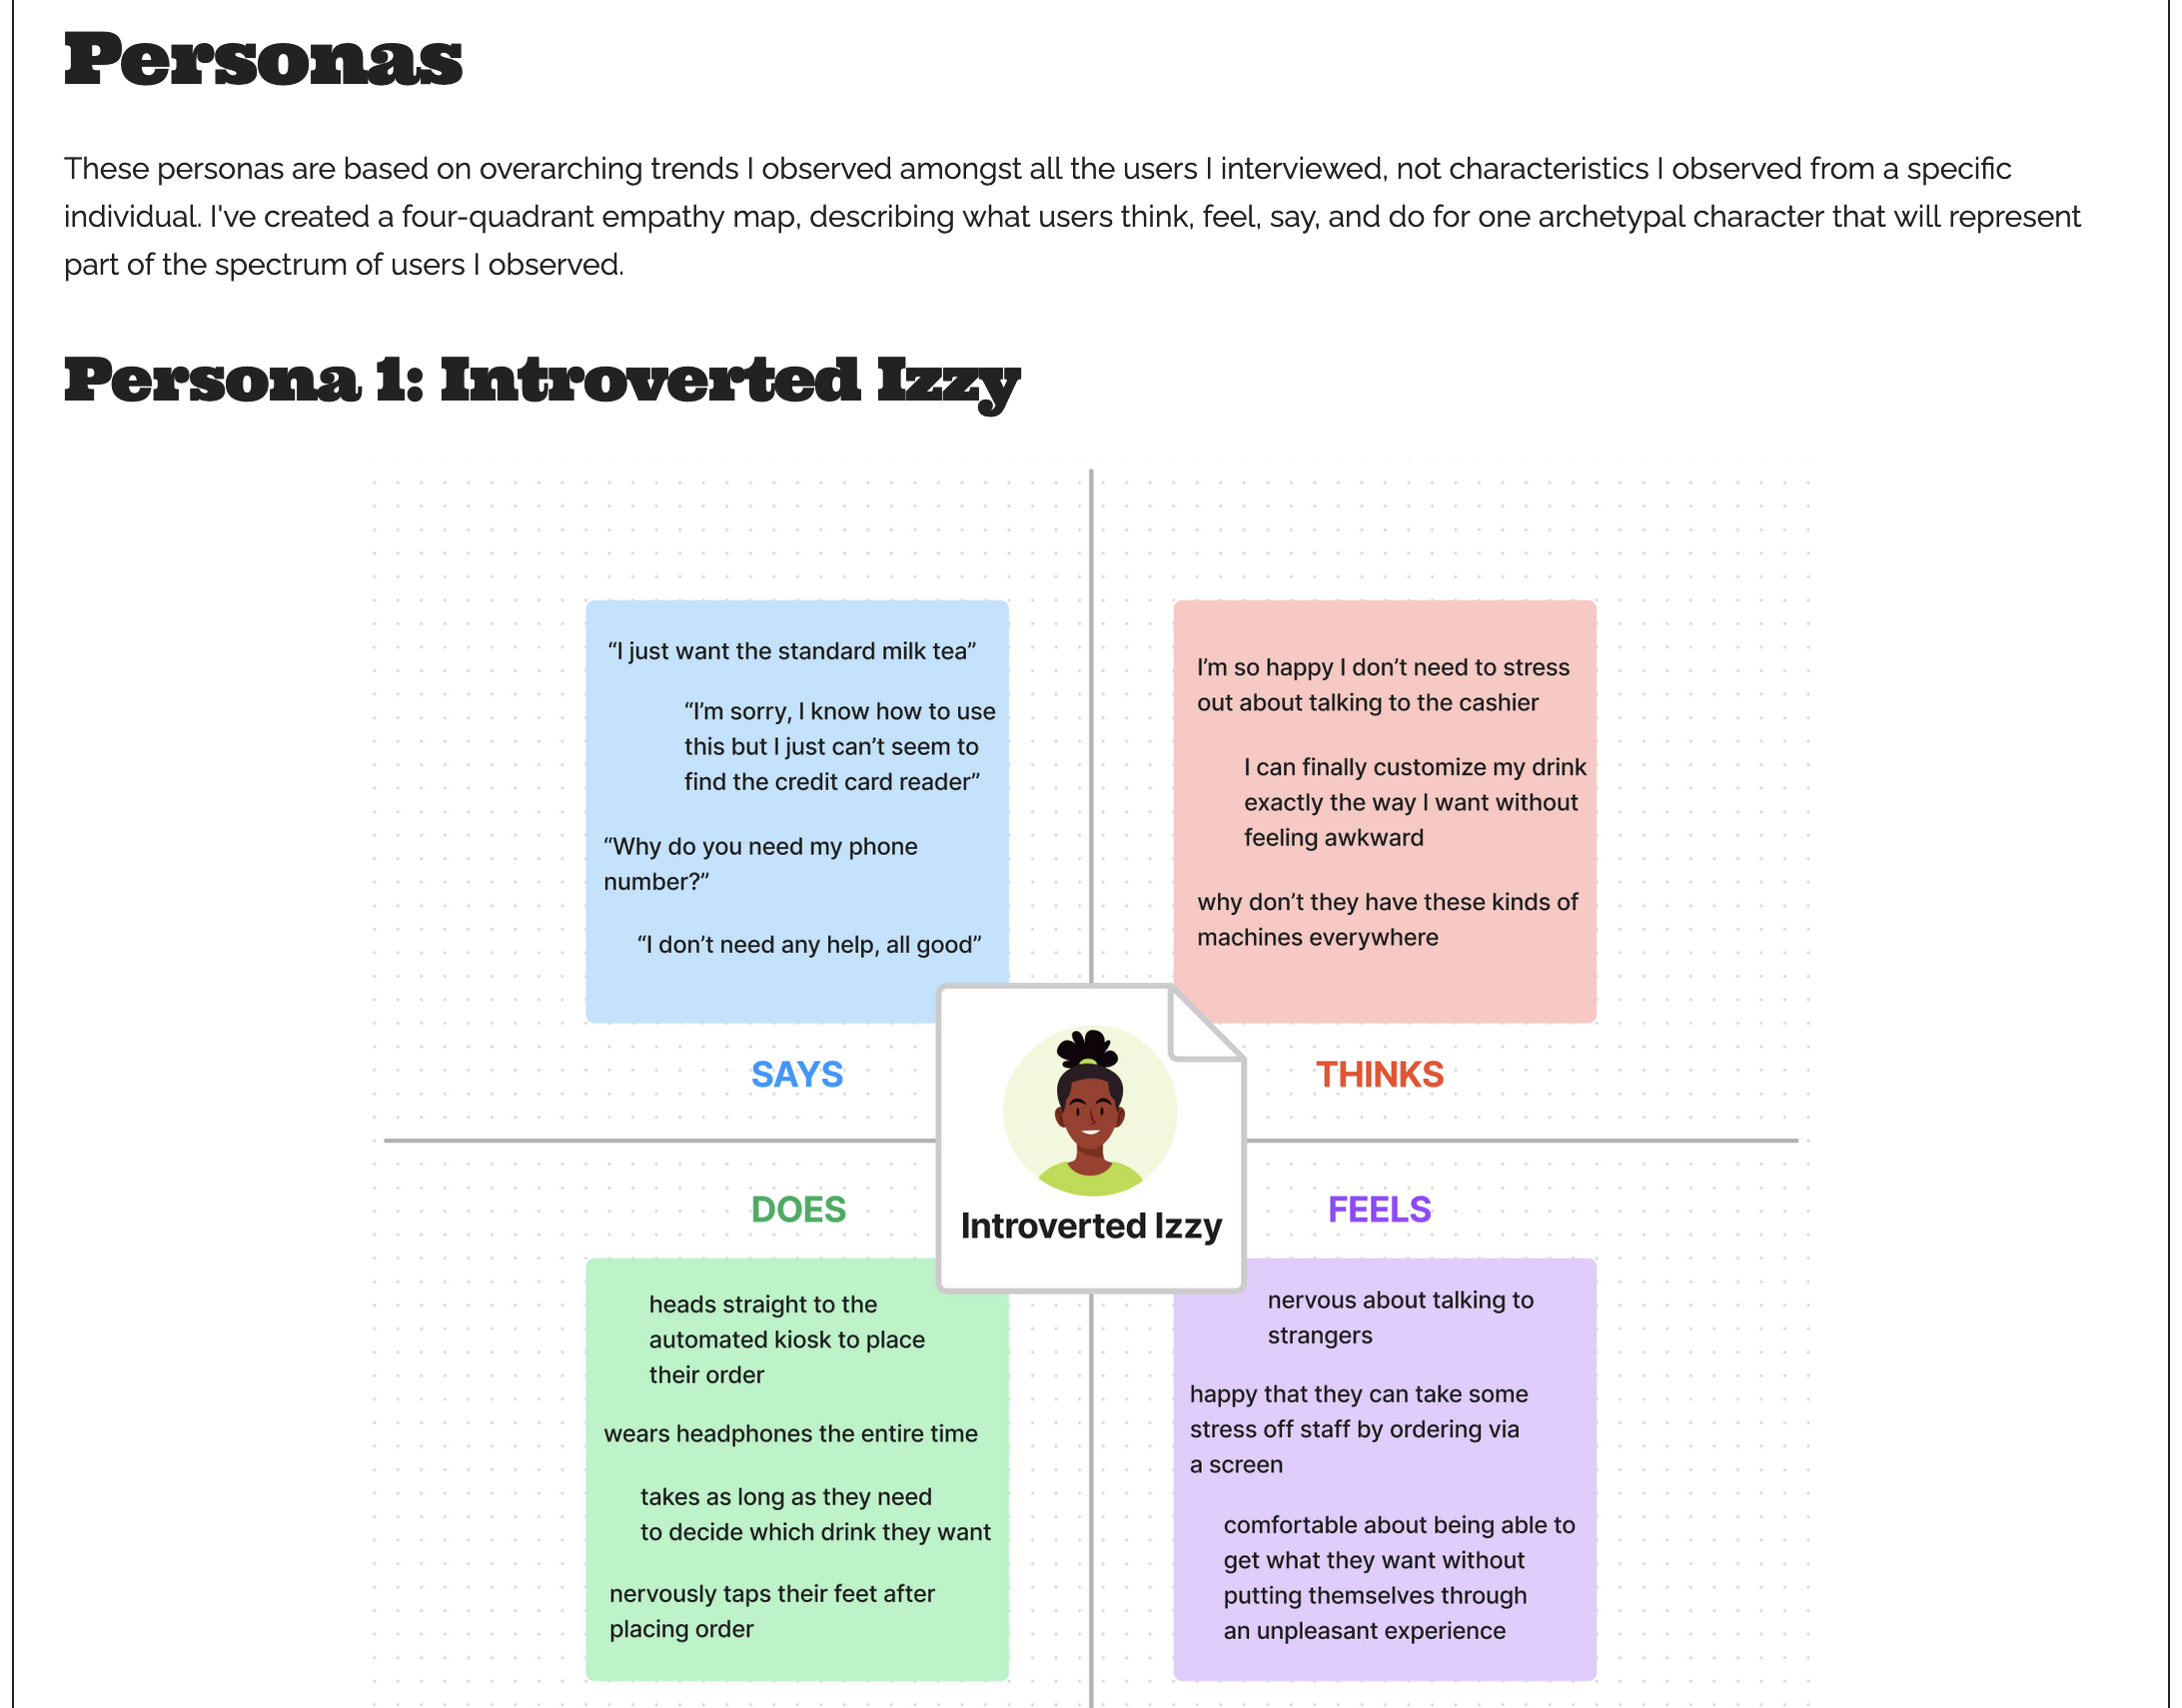 Personas
These personas are based on overarching trends I observed amongst all the users I interviewed, not characteristics I observed from a specific
individual. I've created a four-quadrant empathy map, describing what users think, feel, say, and do for one archetypal character that will represent
part of the spectrum of users I observed.
Persona 1: Introverted Izzy
“I just want the standard milk tea”
“I’m sorry, I know how to use
this but I just can’t seem to
find the credit card reader”
“Why do you need my phone
number?”
“I don’t need any help, all good”
SAYS
I’m so happy I don’t need to stress
out about talking to the cashier
I can finally customize my drink
exactly the way I want without
feeling awkward
why don’t they have these kinds of
machines everywhere
THINKS
Introverted Izzy
DOES
heads straight to the
automated kiosk to place
their order
wears headphones the entire time
takes as long as they need
to decide which drink they want
nervously taps their feet after
placing order
FEELS
nervous about talking to
strangers
happy that they can take some
stress off staff by ordering via
a screen
comfortable about being able to
get what they want without
putting themselves through
an unpleasant experience